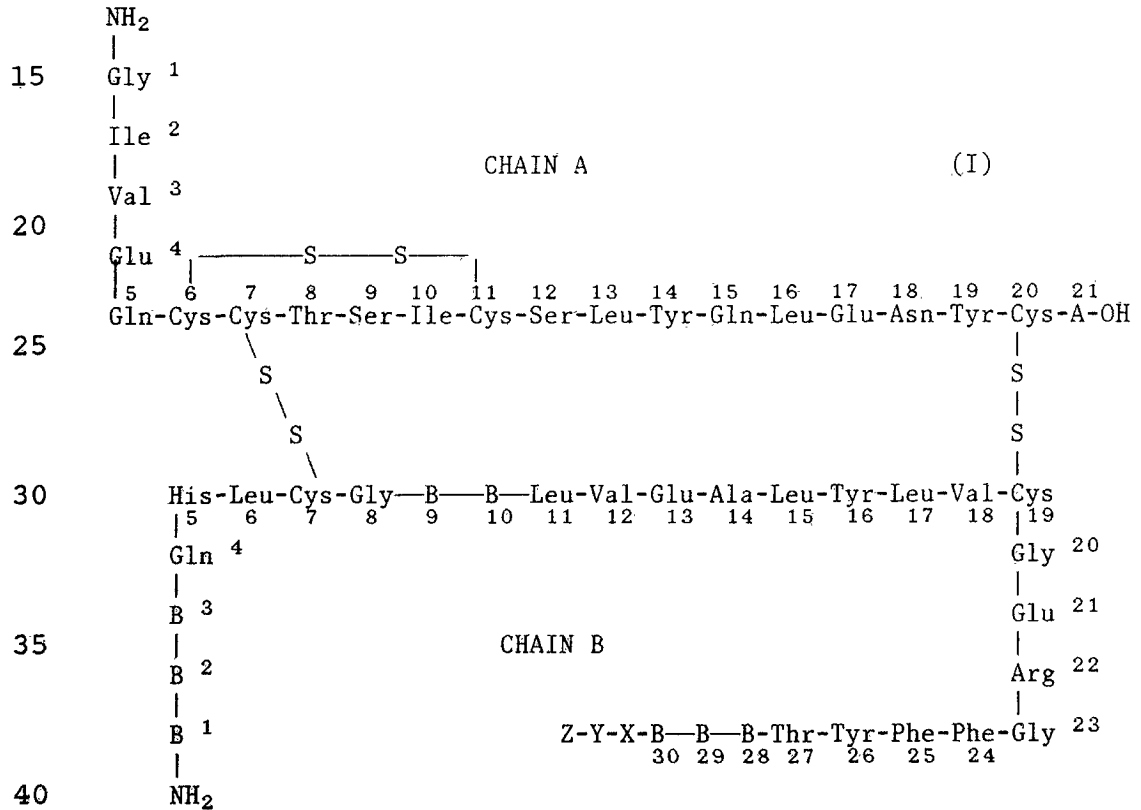 NH2
15 Gly 1
Ile 2
CHAIN A (I)
Val 3
20
Glu 4 S S
5 6 7 8 9 10 11 12 13 14 15 16 17 18 19 20 21
Gln-Cys-Cys-Thr-Ser-Ile-Cys-Ser-Leu-Tyr-Gln-Leu-Glu-Asn-Tyr-Cys-A-OH
25
S S
S S
30 His-Leu-Cys-Gly-B-B-Leu-Val-Glu-Ala-Leu-Tyr-Leu-Val-Cys
5 6 7 8 9 10 11 12 13 14 15 16 17 18 19
Gln 4 Gly 20
B 3 Glu 21
35 CHAIN B
B 2 Arg 22
B 1 Z-Y-X-B-B-B-Thr-Tyr-Phe-Phe-Gly 23
30 29 28 27 26 25 24
40 NH2